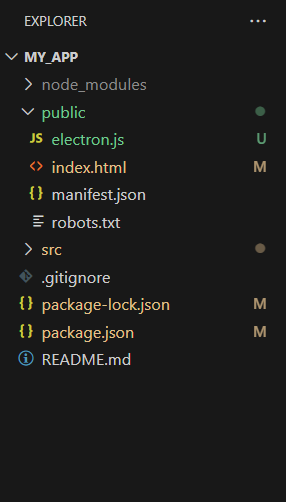 EXPLORER ...
MY_APP
node_modules
public
JS electron.js U
<> index.html M
{} manifest.json
robots.txt
src
.gitignore
{} package-lock.json M
{} package.json M
README.md